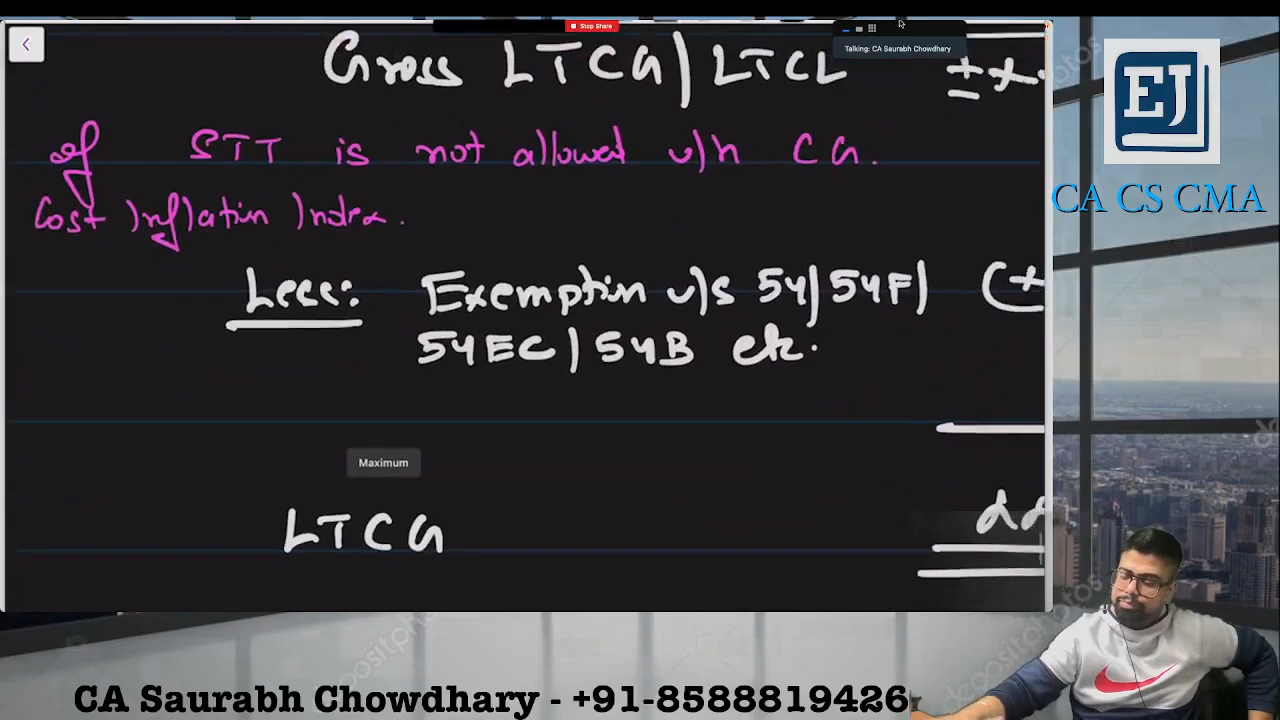 Stop Share
Talking: CA Saurabh Chowdhary
Gross LTCG/LTCL
of STT is not allowed u/h CG.
Cost Inflation Index.
Less: Exemption u/s 54/54F/
54EC/54B etc.
Maximum
LTCG
EJ
CA CS CMA
CA Saurabh Chowdhary - +91-8588819426